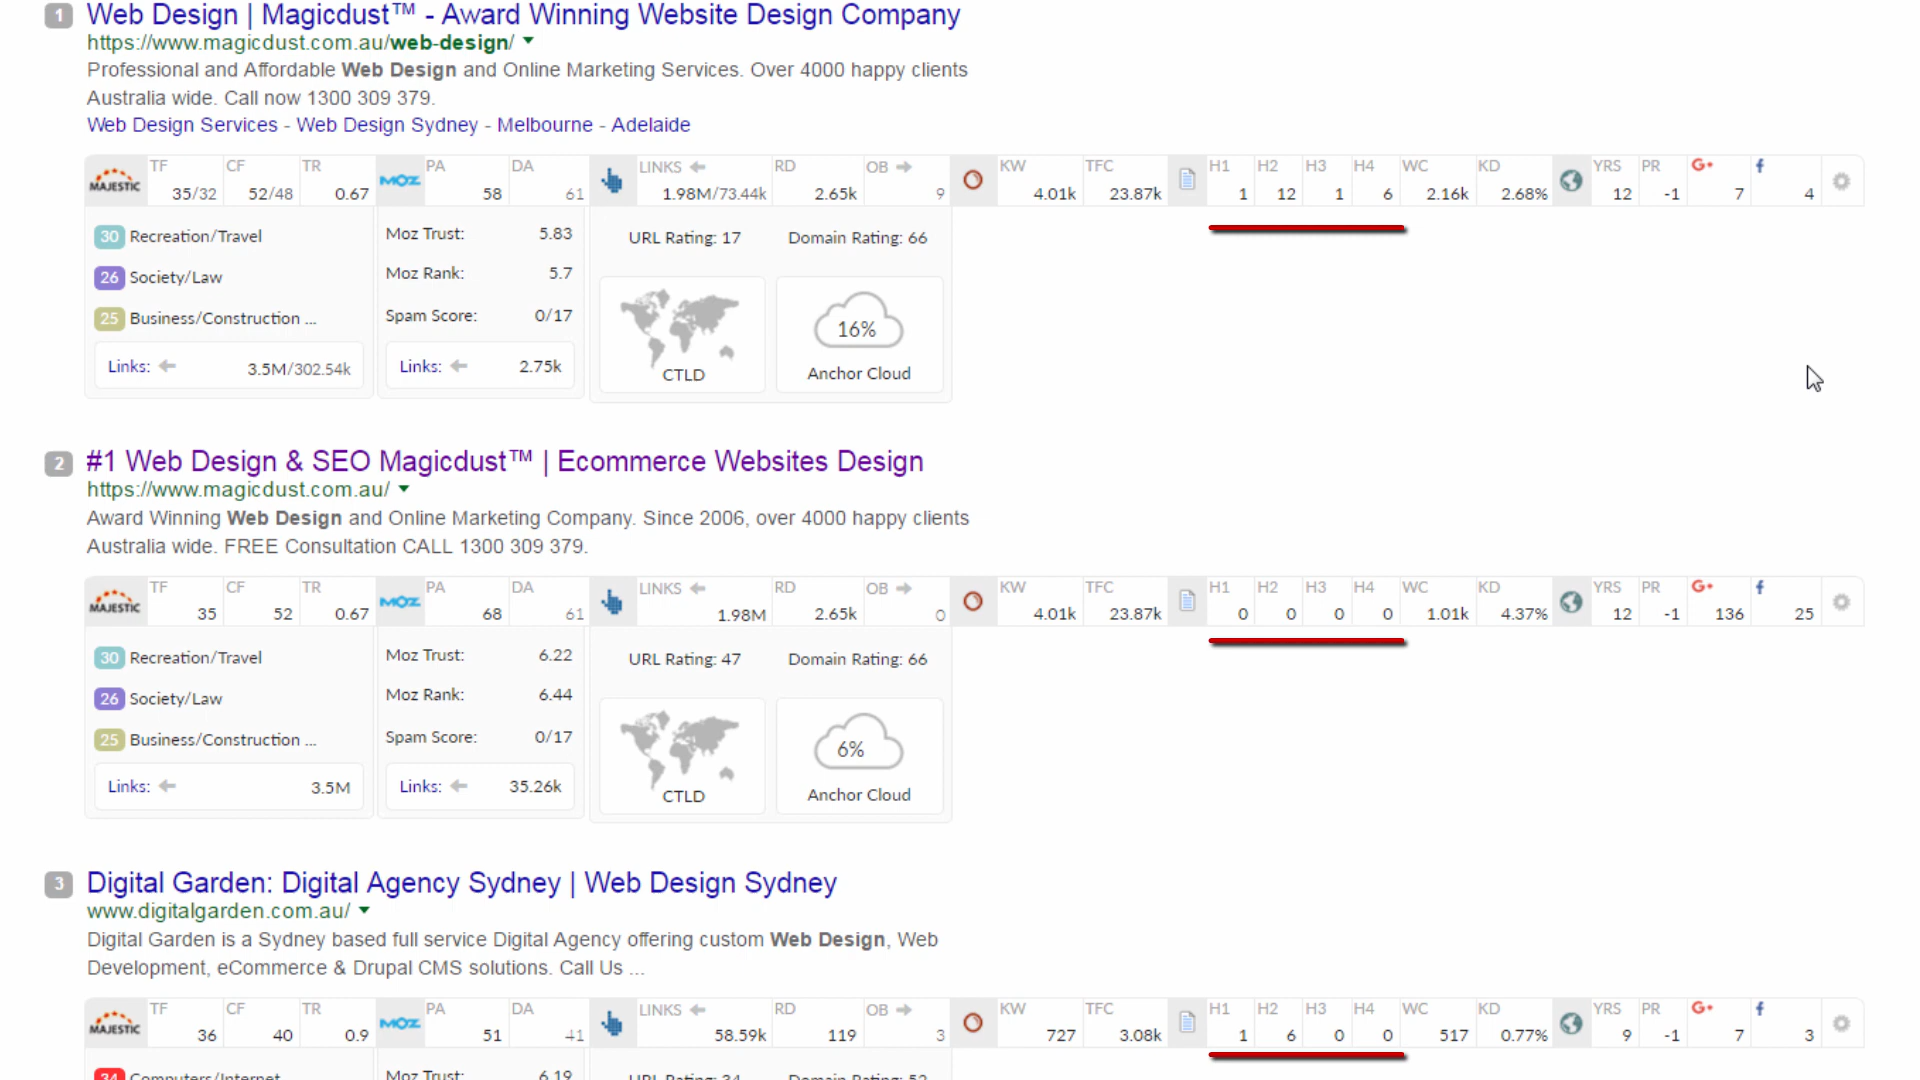 1 Web Design | Magicdust™ - Award Winning Website Design Company
https://www.magicdust.com.au/web-design/
Professional and Affordable Web Design and Online Marketing Services. Over 4000 happy clients
Australia wide. Call now 1300 309 379.
Web Design Services - Web Design Sydney - Melbourne - Adelaide
TF CF TR PA DA LINKS RD OB KW TFC H1 H2 H3 H4 WC KD YRS PR G+ f
MAJESTIC 35/32 52/48 0.67 MOZ 58 61 1.98M/73.44k 2.65k 9 4.01k 23.87k 1 12 1 6 2.16k 2.68% 12 -1 7 4
30 Recreation/Travel Moz Trust: 5.83 URL Rating: 17 Domain Rating: 66
26 Society/Law Moz Rank: 5.7
25 Business/Construction ... Spam Score: 0/17 16%
Links: 3.5M/302.54k Links: 2.75k CTLD Anchor Cloud
2 #1 Web Design & SEO Magicdust™ | Ecommerce Websites Design
https://www.magicdust.com.au/
Award Winning Web Design and Online Marketing Company. Since 2006, over 4000 happy clients
Australia wide. FREE Consultation CALL 1300 309 379.
TF CF TR PA DA LINKS RD OB KW TFC H1 H2 H3 H4 WC KD YRS PR G+ f
MAJESTIC 35 52 0.67 MOZ 68 61 1.98M 2.65k 0 4.01k 23.87k 0 0 0 0 1.01k 4.37% 12 -1 136 25
30 Recreation/Travel Moz Trust: 6.22 URL Rating: 47 Domain Rating: 66
26 Society/Law Moz Rank: 6.44
25 Business/Construction ... Spam Score: 0/17 6%
Links: 3.5M Links: 35.26k CTLD Anchor Cloud
3 Digital Garden: Digital Agency Sydney | Web Design Sydney
www.digitalgarden.com.au/
Digital Garden is a Sydney based full service Digital Agency offering custom Web Design, Web
Development, eCommerce & Drupal CMS solutions. Call Us ...
TF CF TR PA DA LINKS RD OB KW TFC H1 H2 H3 H4 WC KD YRS PR G+ f
MAJESTIC 36 40 0.9 MOZ 51 41 58.59k 119 3 727 3.08k 1 6 0 0 517 0.77% 9 -1 7 3
Computers/Internet Moz Trust: 6.19 URL Rating: Domain Rating: